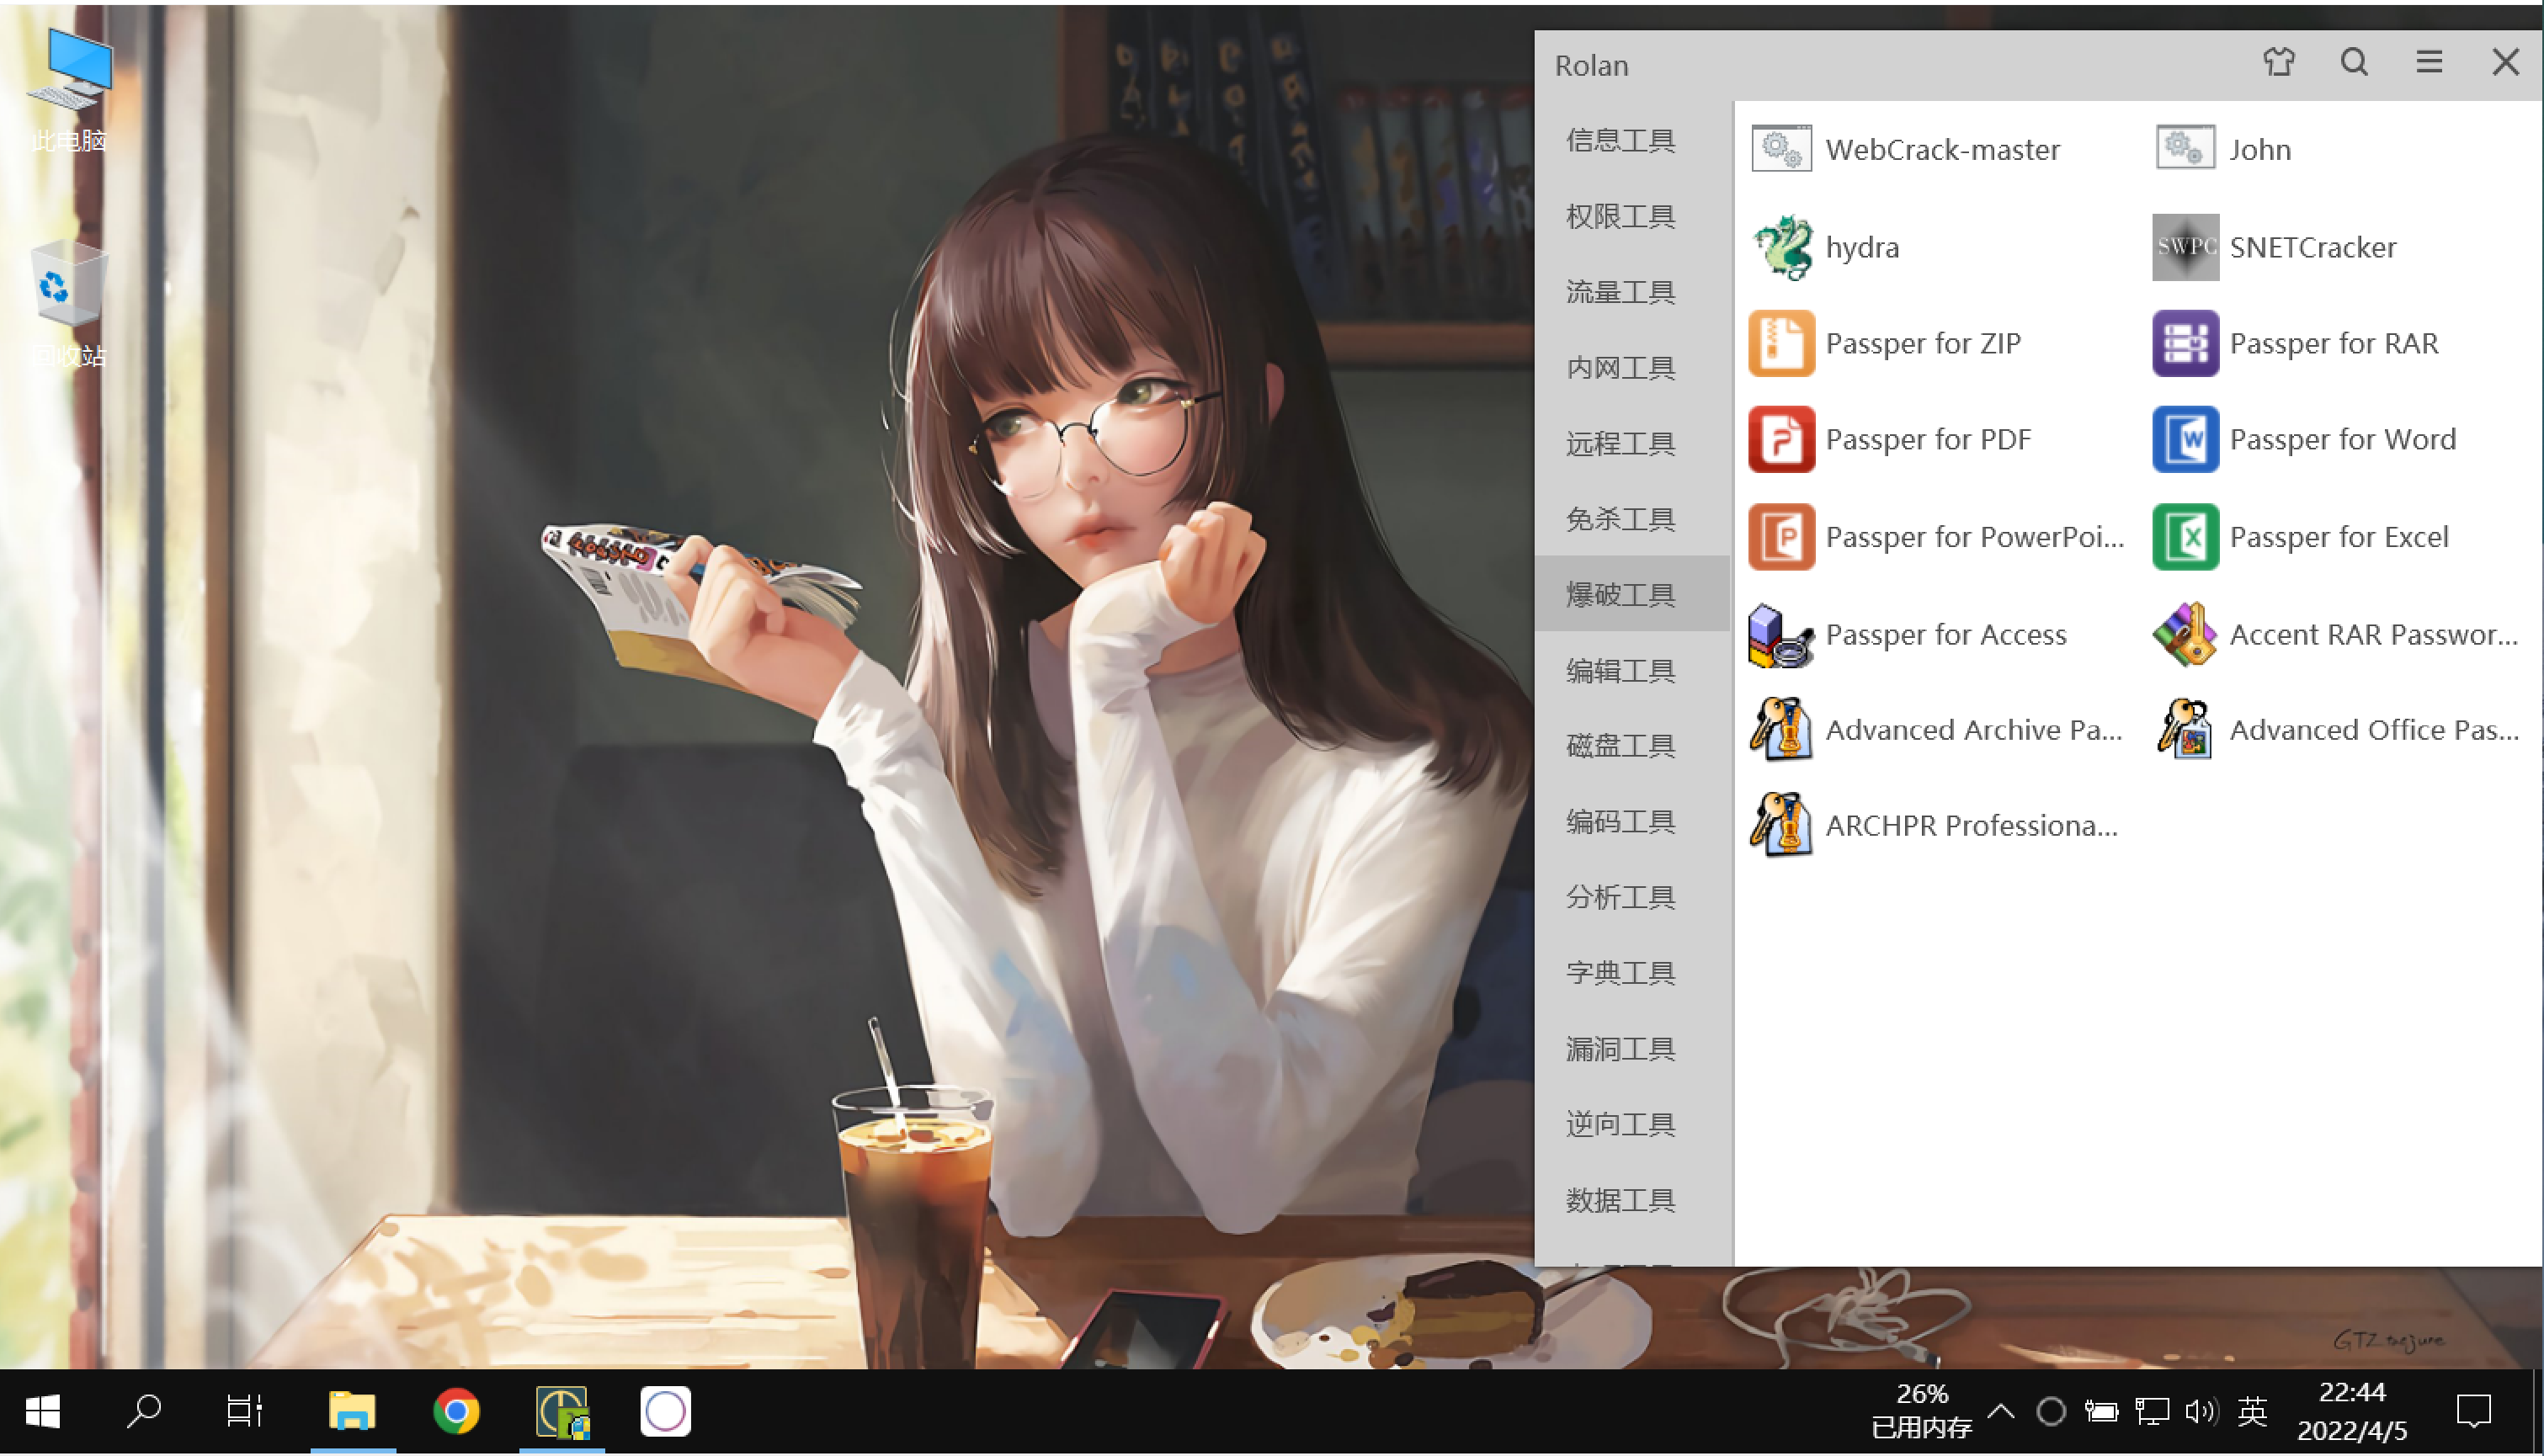 此电脑
回收站
Rolan
信息工具
权限工具
流量工具
内网工具
远程工具
免杀工具
爆破工具
编辑工具
磁盘工具
编码工具
分析工具
字典工具
漏洞工具
逆向工具
数据工具
WebCrack-master
John
hydra
SWPC
SNETCracker
Passper for ZIP
Passper for RAR
Passper for PDF
Passper for Word
Passper for PowerPoi...
Passper for Excel
Passper for Access
Accent RAR Passwor...
Advanced Archive Pa...
Advanced Office Pas...
ARCHPR Professiona...
26%
已用内存
英
22:44
2022/4/5